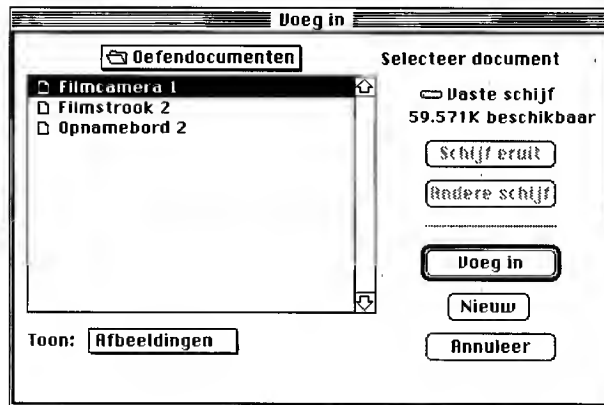 Voeg in
Oefendocumenten
Selecteer document
Filmcamera 1
Filmstrook 2
Opnamebord 2
Vaste schijf
59.571K beschikbaar
Schijf eruit
Andere schijf
Voeg in
Nieuw
Annuleer
Toon: Afbeeldingen